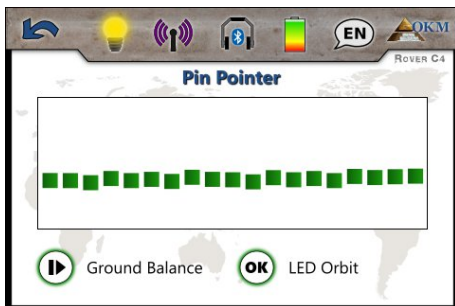 EN
OKM
ROVER C4
Pin Pointer
Ground Balance
OK
LED Orbit